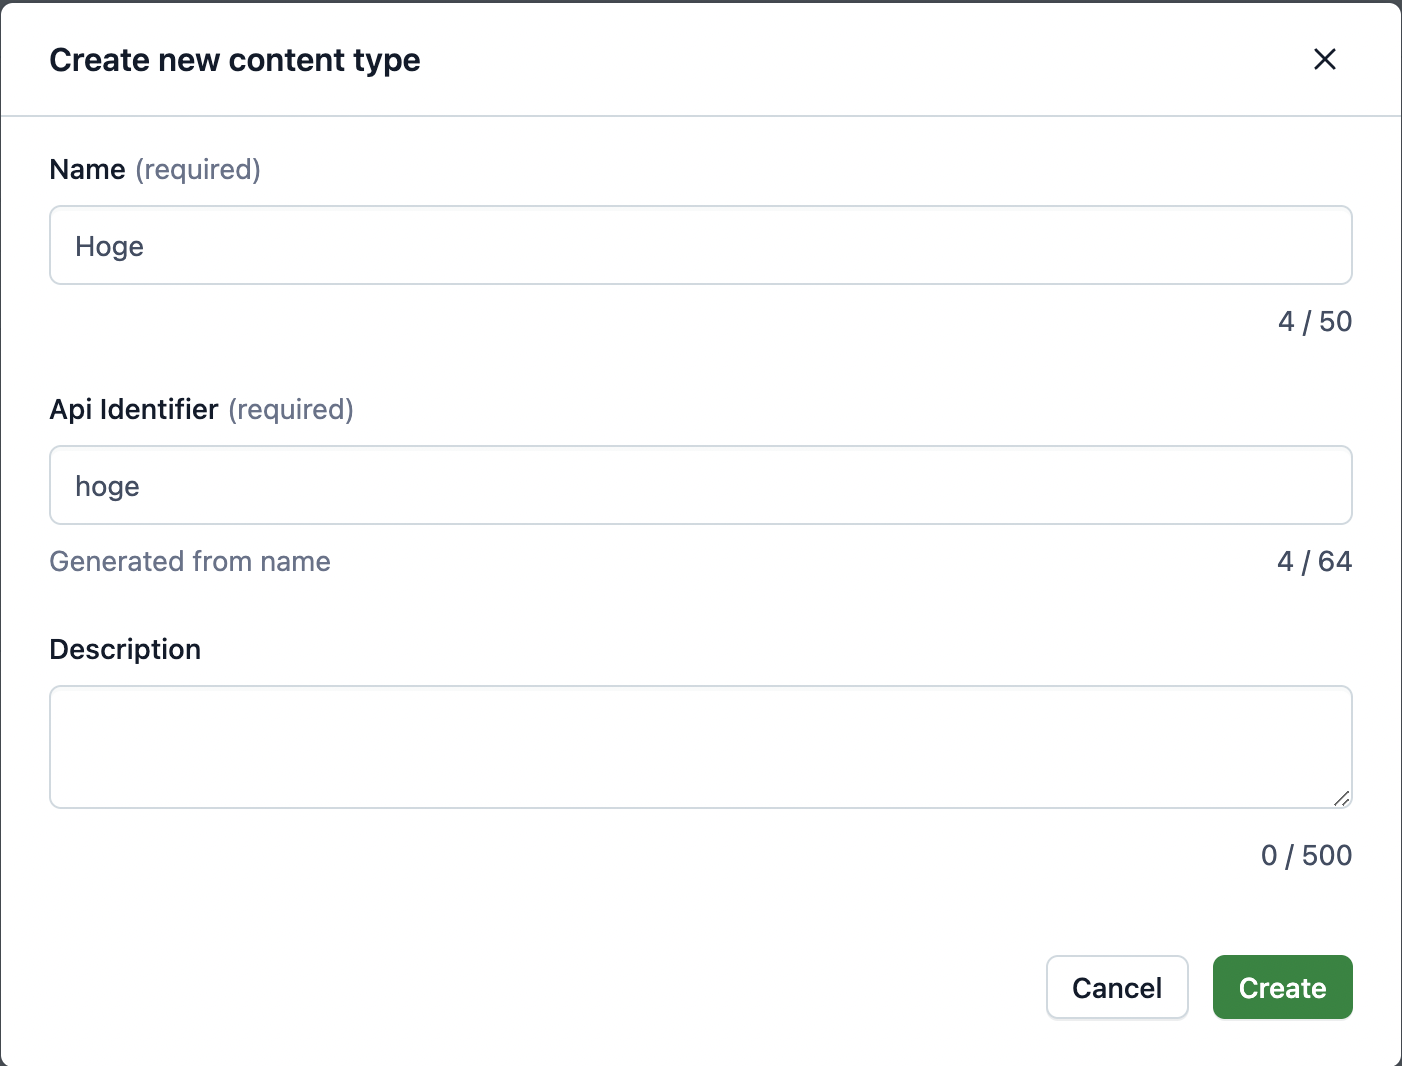 Create new content type
Name (required)
Hoge
4 / 50
Api Identifier (required)
hoge
Generated from name
4 / 64
Description
0 / 500
Cancel
Create